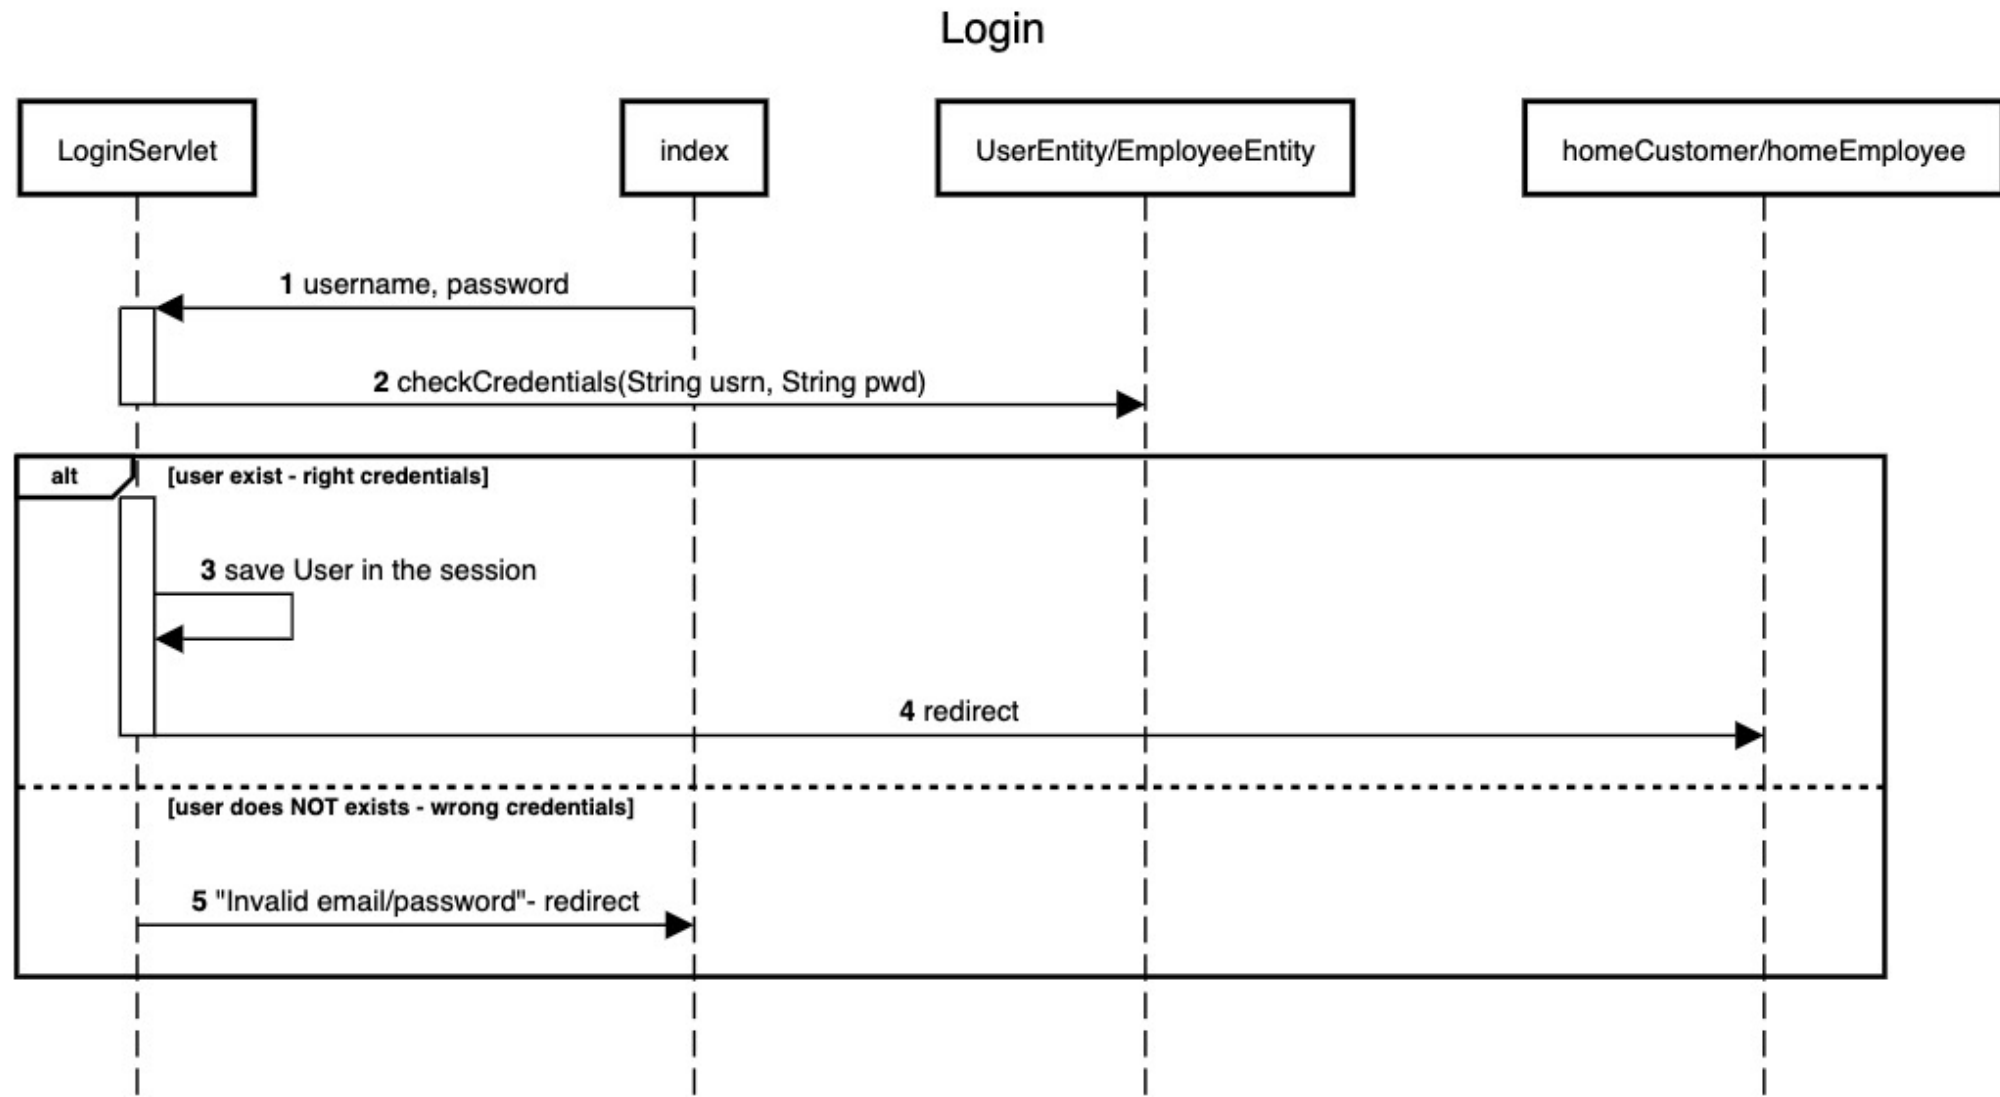 Login
LoginServlet
index
UserEntity/EmployeeEntity
homeCustomer/homeEmployee
1 username, password
2 checkCredentials(String usrn, String pwd)
alt
[user exist - right credentials]
3 save User in the session
4 redirect
[user does NOT exists - wrong credentials]
5 "Invalid email/password"- redirect